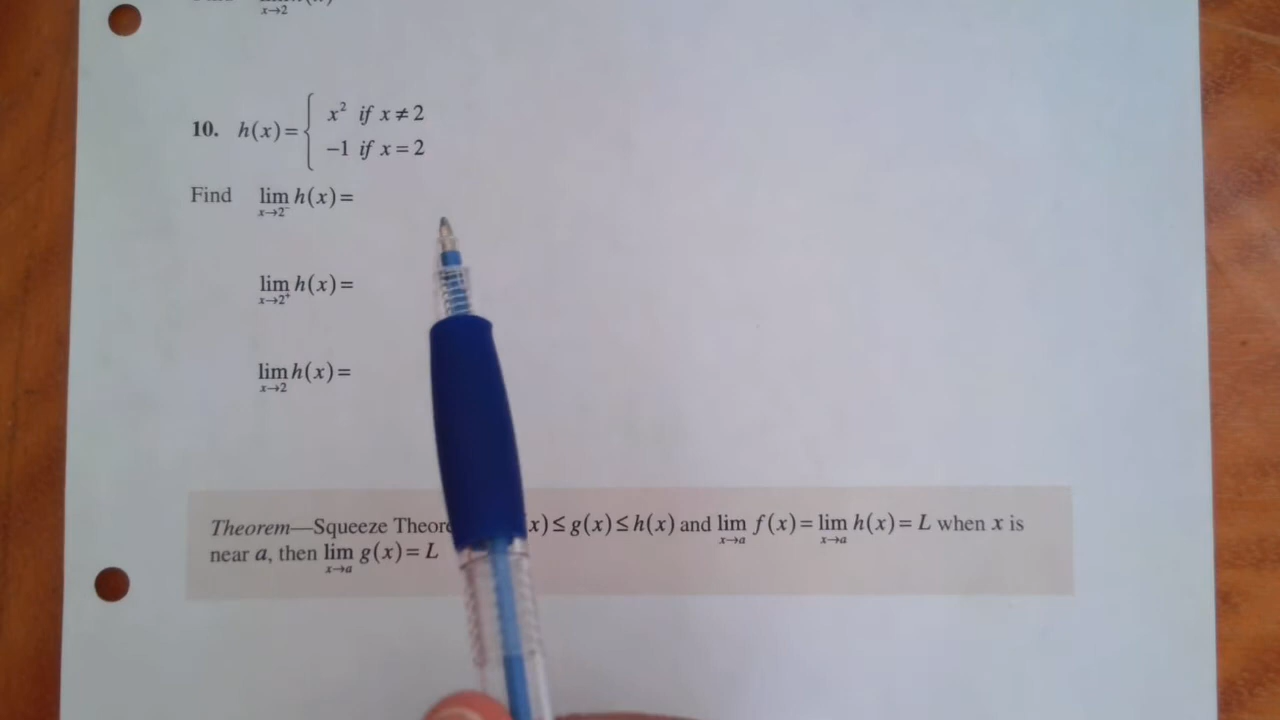 x→2
10. h(x) = { x² if x ≠ 2
−1 if x = 2
Find lim h(x) =
x→2⁻
lim h(x) =
x→2⁺
lim h(x) =
x→2
Theorem—Squeeze x) ≤ g(x) ≤ h(x) and lim f(x) = lim h(x) = L when x is
x→a x→a
near a, then lim g(x) = L
x→a